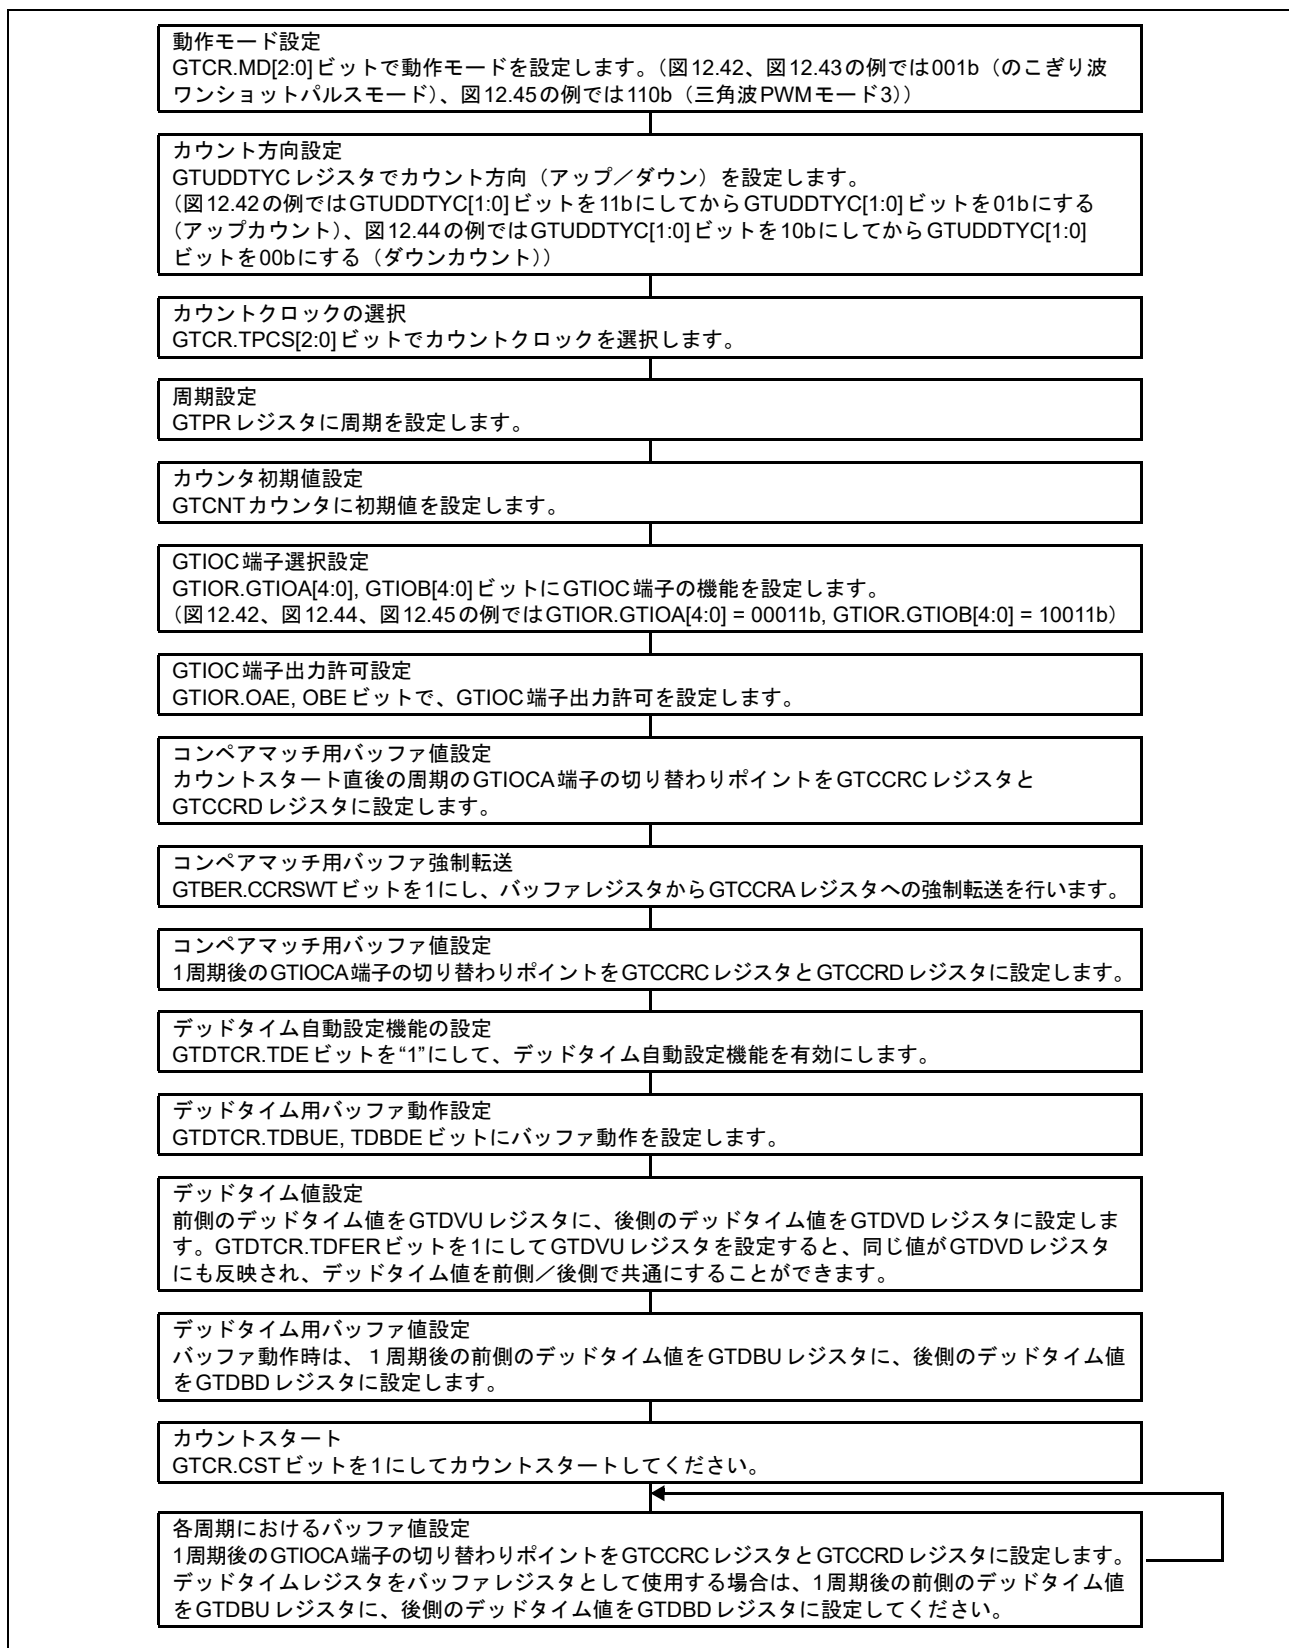 動作モード設定
GTCR.MD[2:0]ビットで動作モードを設定します。（図12.42、図12.43の例では001b（のこぎり波
ワンショットパルスモード）、図12.45の例では110b（三角波PWMモード3））
カウント方向設定
GTUDDTYCレジスタでカウント方向（アップ／ダウン）を設定します。
（図12.42の例ではGTUDDTYC[1:0]ビットを11bにしてからGTUDDTYC[1:0]ビットを01bにする
（アップカウント）、図12.44の例ではGTUDDTYC[1:0]ビットを10bにしてからGTUDDTYC[1:0]
ビットを00bにする（ダウンカウント））
カウントクロックの選択
GTCR.TPCS[2:0]ビットでカウントクロックを選択します。
周期設定
GTPRレジスタに周期を設定します。
カウンタ初期値設定
GTCNTカウンタに初期値を設定します。
GTIOC端子選択設定
GTIOR.GTIOA[4:0], GTIOB[4:0]ビットにGTIOC端子の機能を設定します。
（図12.42、図12.44、図12.45の例ではGTIOR.GTIOA[4:0] = 00011b, GTIOR.GTIOB[4:0] = 10011b）
GTIOC端子出力許可設定
GTIOR.OAE, OBEビットで、GTIOC端子出力許可を設定します。
コンペアマッチ用バッファ値設定
カウントスタート直後の周期のGTIOCA端子の切り替わりポイントをGTCCRCレジスタと
GTCCRDレジスタに設定します。
コンペアマッチ用バッファ強制転送
GTBER.CCRSWTビットを1にし、バッファレジスタからGTCCRAレジスタへの強制転送を行います。
コンペアマッチ用バッファ値設定
1周期後のGTIOCA端子の切り替わりポイントをGTCCRCレジスタとGTCCRDレジスタに設定します。
デッドタイム自動設定機能の設定
GTDTCR.TDEビットを“1”にして、デッドタイム自動設定機能を有効にします。
デッドタイム用バッファ動作設定
GTDTCR.TDBUE, TDBDEビットにバッファ動作を設定します。
デッドタイム値設定
前側のデッドタイム値をGTDVUレジスタに、後側のデッドタイム値をGTDVDレジスタに設定しま
す。GTDTCR.TDFERビットを1にしてGTDVUレジスタを設定すると、同じ値がGTDVDレジスタ
にも反映され、デッドタイム値を前側／後側で共通にすることができます。
デッドタイム用バッファ値設定
バッファ動作時は、１周期後の前側のデッドタイム値をGTDBUレジスタに、後側のデッドタイム値
をGTDBDレジスタに設定します。
カウントスタート
GTCR.CSTビットを1にしてカウントスタートしてください。
各周期におけるバッファ値設定
1周期後のGTIOCA端子の切り替わりポイントをGTCCRCレジスタとGTCCRDレジスタに設定します。
デッドタイムレジスタをバッファレジスタとして使用する場合は、1周期後の前側のデッドタイム値
をGTDBUレジスタに、後側のデッドタイム値をGTDBDレジスタに設定してください。